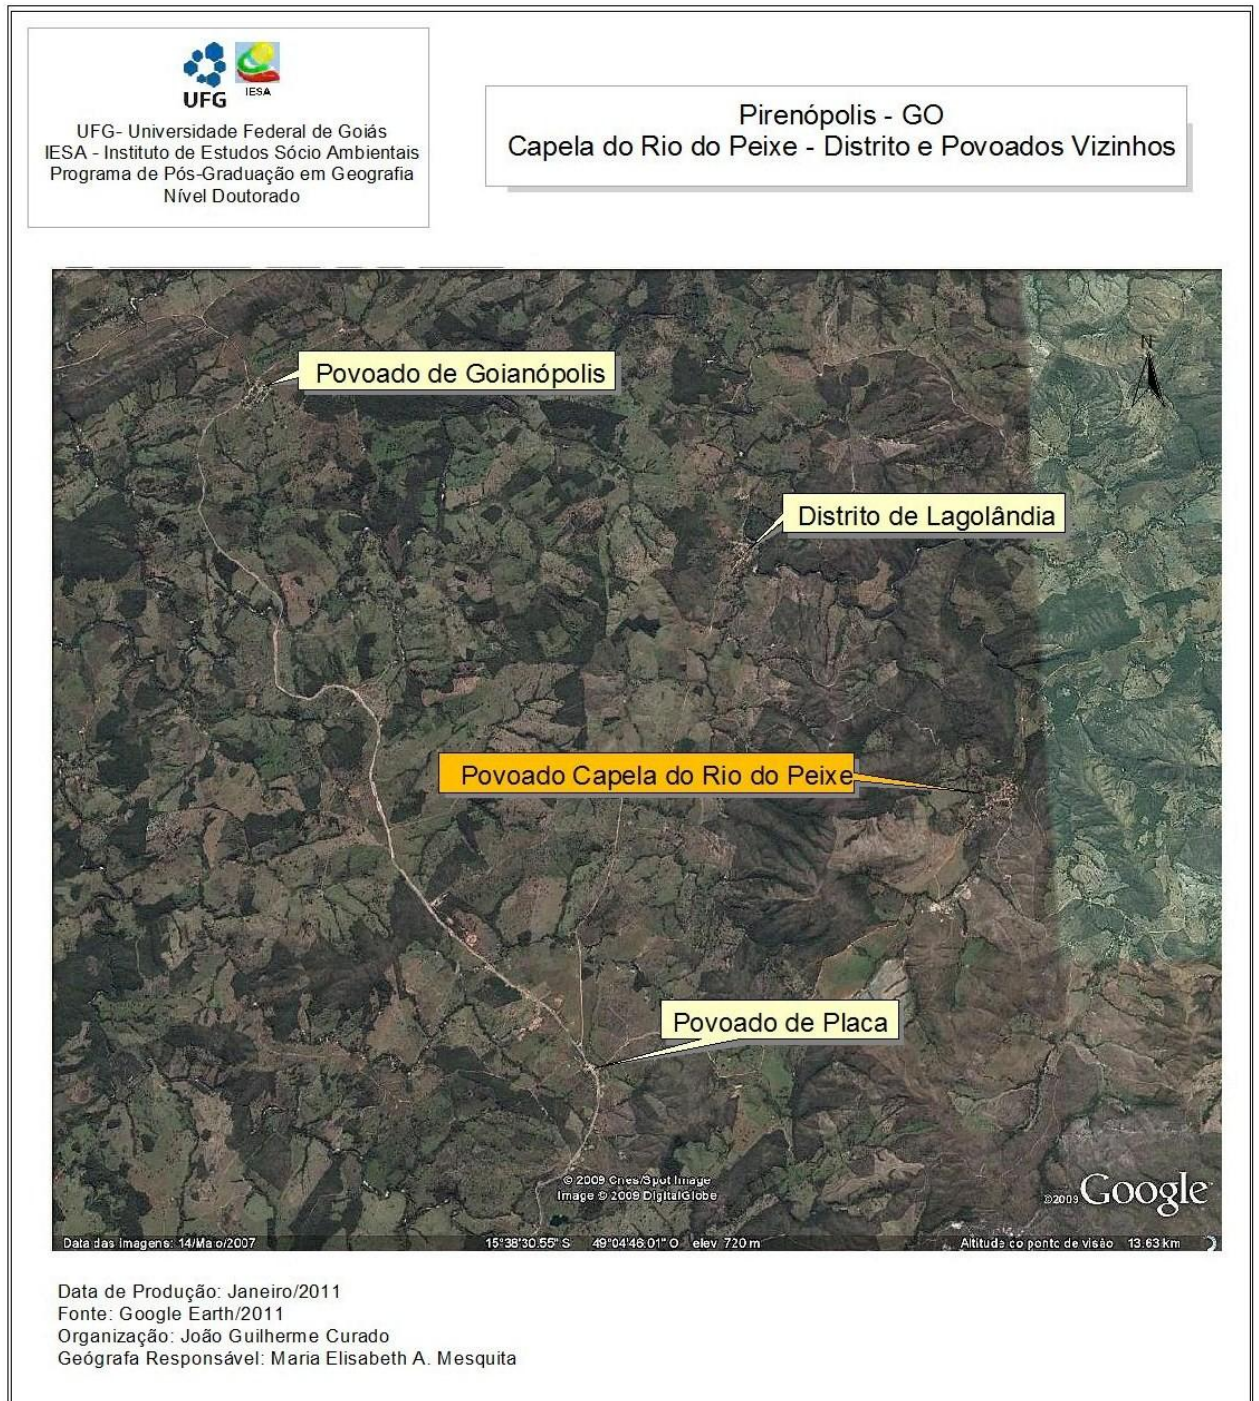 UFG
IESA
UFG- Universidade Federal de Goiás
IESA - Instituto de Estudos Sócio Ambientais
Programa de Pós-Graduação em Geografia
Nível Doutorado
Pirenópolis - GO
Capela do Rio do Peixe - Distrito e Povoados Vizinhos
N
Povoado de Goianópolis
Distrito de Lagolândia
Povoado Capela do Rio do Peixe
Povoado de Placa
© 2009 Cnes/Spot Image
Image © 2009 DigitalGlobe
©2009 Google
Data das imagens: 14/Maio/2007
15°38'30.55" S 49°04'46.01" O elev 720 m
Altitude do ponto de visão 13.63 km
Data de Produção: Janeiro/2011
Fonte: Google Earth/2011
Organização: João Guilherme Curado
Geógrafa Responsável: Maria Elisabeth A. Mesquita